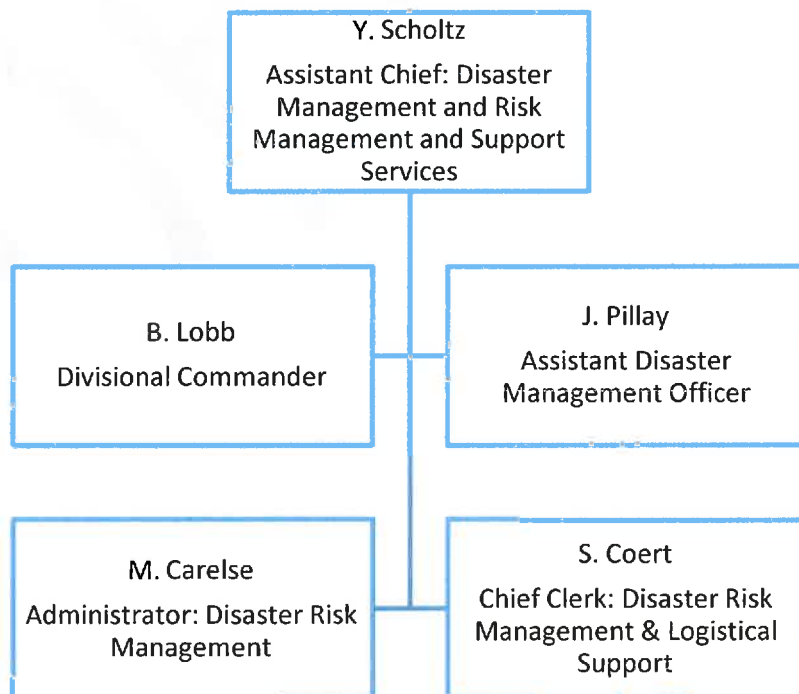 Y. Scholtz
Assistant Chief: Disaster
Management and Risk
Management and Support
Services
B. Lobb
Divisional Commander
J. Pillay
Assistant Disaster
Management Officer
M. Carelse
Administrator: Disaster Risk
Management
S. Coert
Chief Clerk: Disaster Risk
Management & Logistical
Support